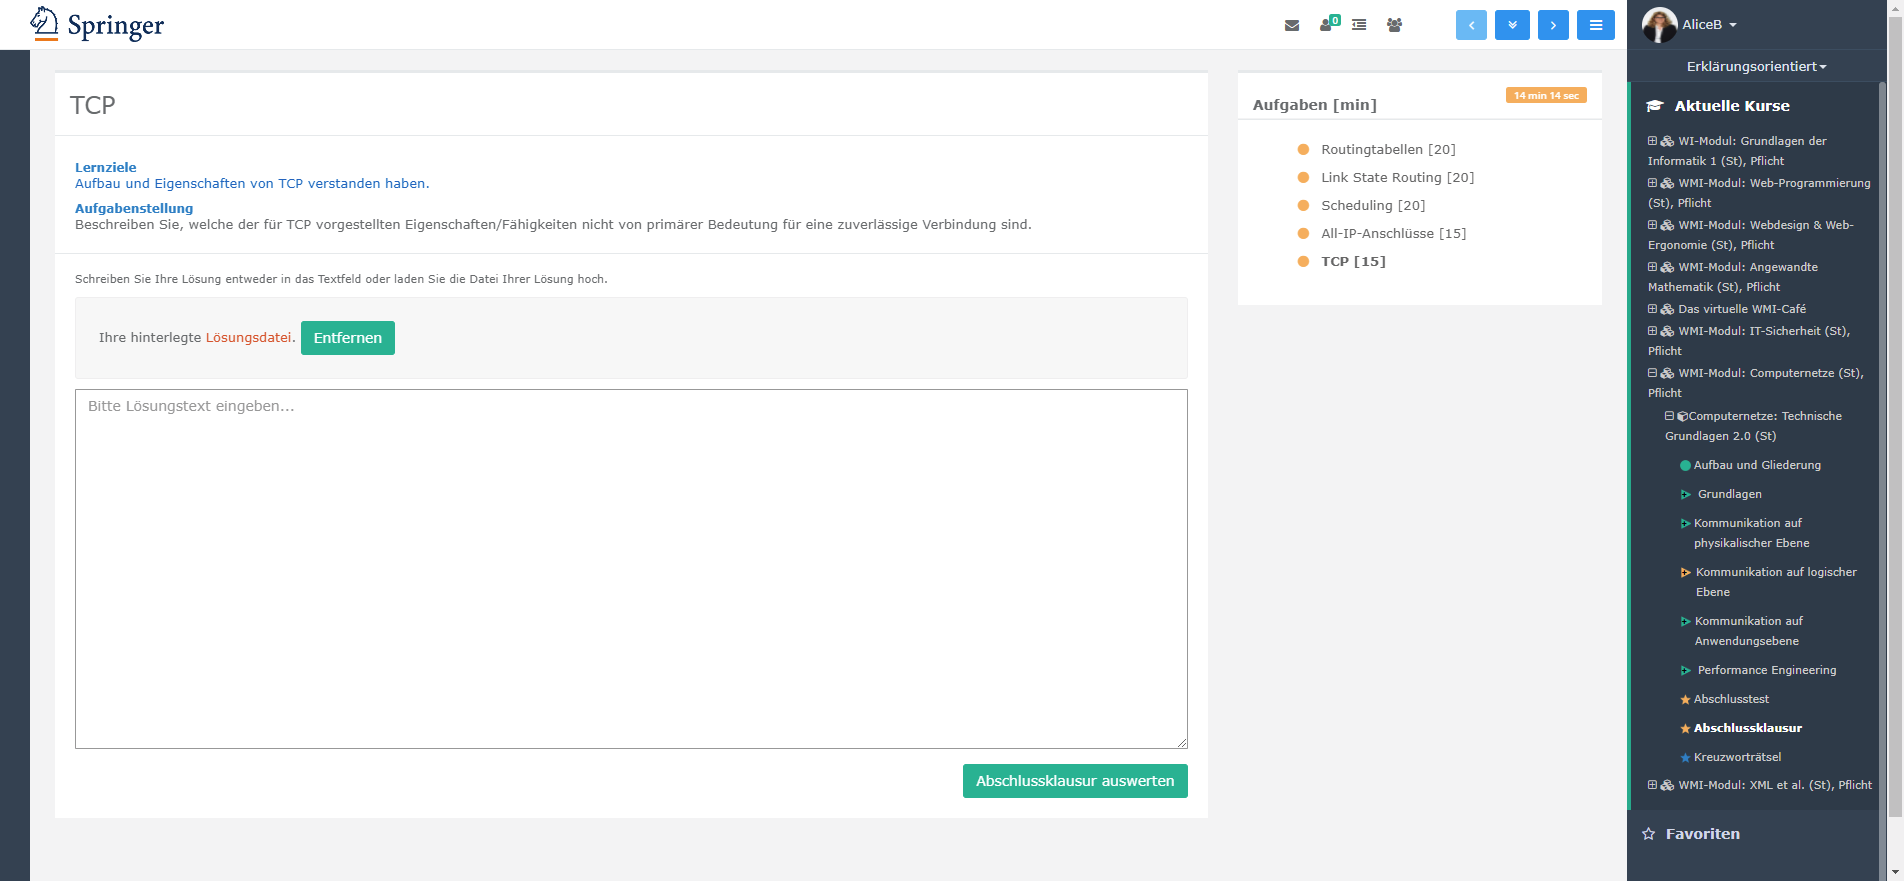 Springer
0
AliceB
Erklärungsorientiert
TCP
Lernziele
Aufbau und Eigenschaften von TCP verstanden haben.
Aufgabenstellung
Beschreiben Sie, welche der für TCP vorgestellten Eigenschaften/Fähigkeiten nicht von primärer Bedeutung für eine zuverlässige Verbindung sind.
Schreiben Sie Ihre Lösung entweder in das Textfeld oder laden Sie die Datei Ihrer Lösung hoch.
Ihre hinterlegte Lösungsdatei. Entfernen
Bitte Lösungstext eingeben...
Abschlussklausur auswerten
Aufgaben [min]
14 min 14 sec
Routingtabellen [20]
Link State Routing [20]
Scheduling [20]
All-IP-Anschlüsse [15]
TCP [15]
Aktuelle Kurse
WI-Modul: Grundlagen der
Informatik 1 (St), Pflicht
WMI-Modul: Web-Programmierung
(St), Pflicht
WMI-Modul: Webdesign & Web-
Ergonomie (St), Pflicht
WMI-Modul: Angewandte
Mathematik (St), Pflicht
Das virtuelle WMI-Café
WMI-Modul: IT-Sicherheit (St),
Pflicht
WMI-Modul: Computernetze (St),
Pflicht
Computernetze: Technische
Grundlagen 2.0 (St)
Aufbau und Gliederung
Grundlagen
Kommunikation auf
physikalischer Ebene
Kommunikation auf logischer
Ebene
Kommunikation auf
Anwendungsebene
Performance Engineering
Abschlusstest
Abschlussklausur
Kreuzworträtsel
WMI-Modul: XML et al. (St), Pflicht
Favoriten